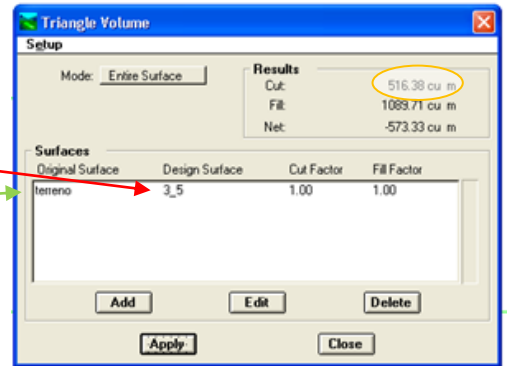 Triangle Volume
Setup
Mode: Entire Surface
Results
Cut: 516.38 cu m
Fill: 1089.71 cu m
Net: -573.33 cu m
Surfaces
Original Surface Design Surface Cut Factor Fill Factor
terreno 3_5 1.00 1.00
Add Edit Delete
Apply Close